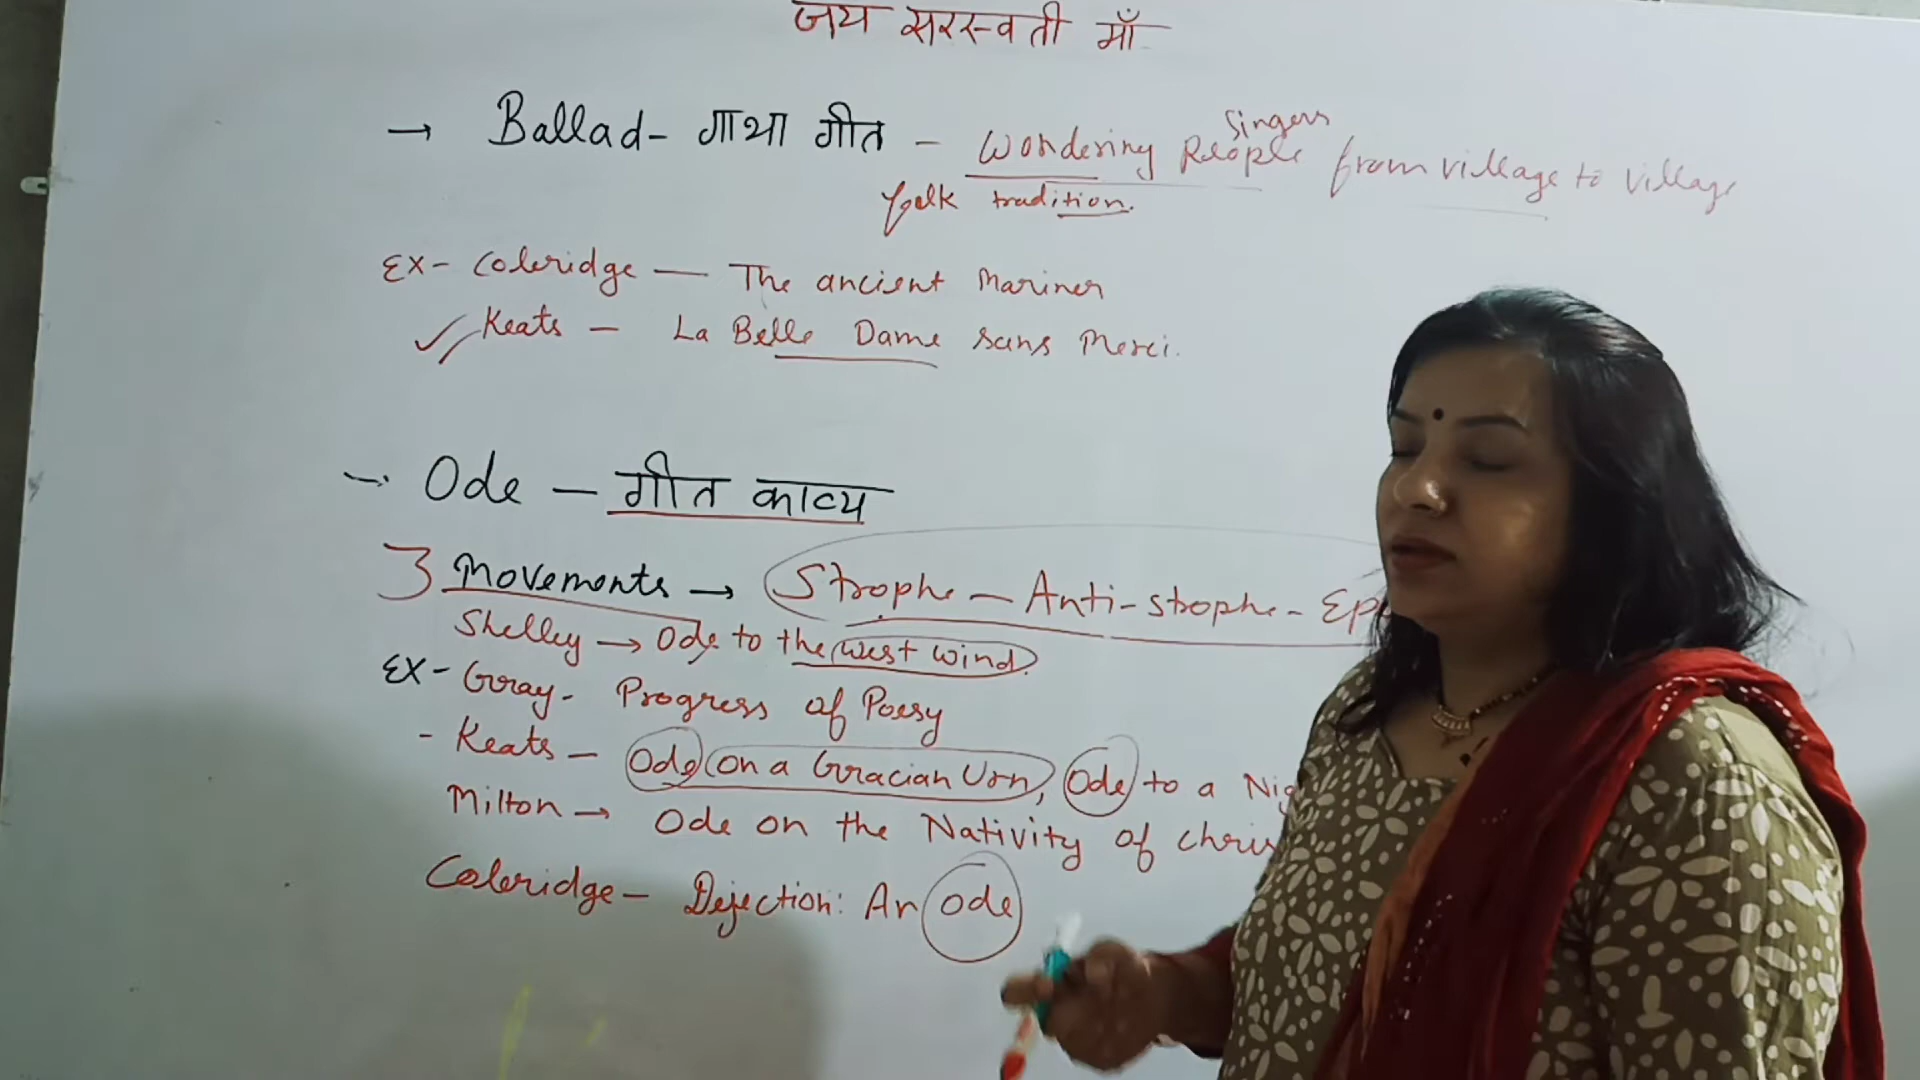 जय सरस्वती माँ
→ Ballad - गाथा गीत - Wondering People Singers from village to village
folk tradition.
Ex - Coleridge — The ancient Mariner
Keats — La Belle Dame sans Merci.
→ Ode — गीत काव्य
3 Movements → Strophe - Anti-strophe - Ep
Shelley → Ode to the west wind.
Ex - Gray - Progress of Poesy
- Keats - Ode on a Gracian Urn, Ode to a Nig
Milton → Ode on the Nativity of Chris
Coleridge - Dejection: An Ode